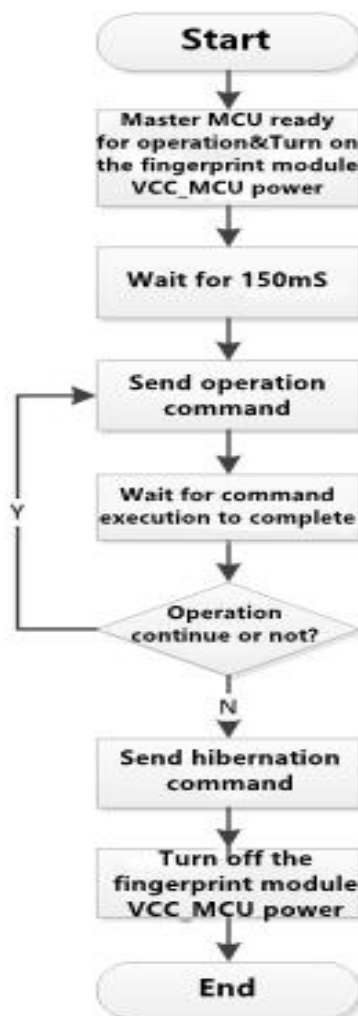 Start
Master MCU ready
for operation&Turn on
the fingerprint module
VCC_MCU power
Wait for 150mS
Send operation
command
Wait for command
execution to complete
Operation
continue or not?
Y
N
Send hibernation
command
Turn off the
fingerprint module
VCC_MCU power
End